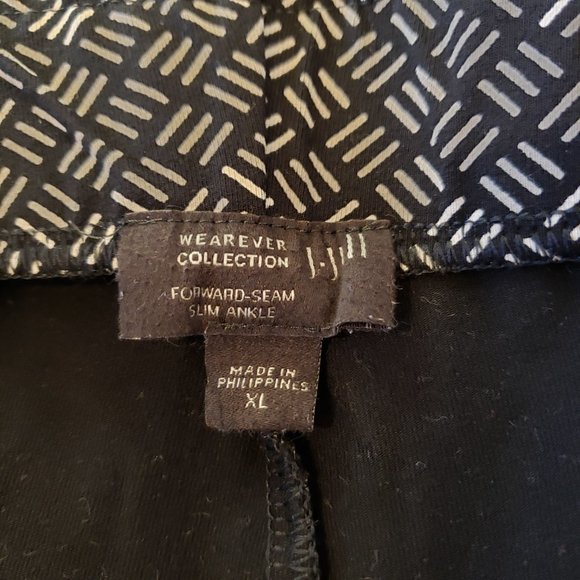 WEAREVER
COLLECTION
J.Jill
FORWARD-SEAM
SLIM ANKLE
MADE IN
PHILIPPINES
XL